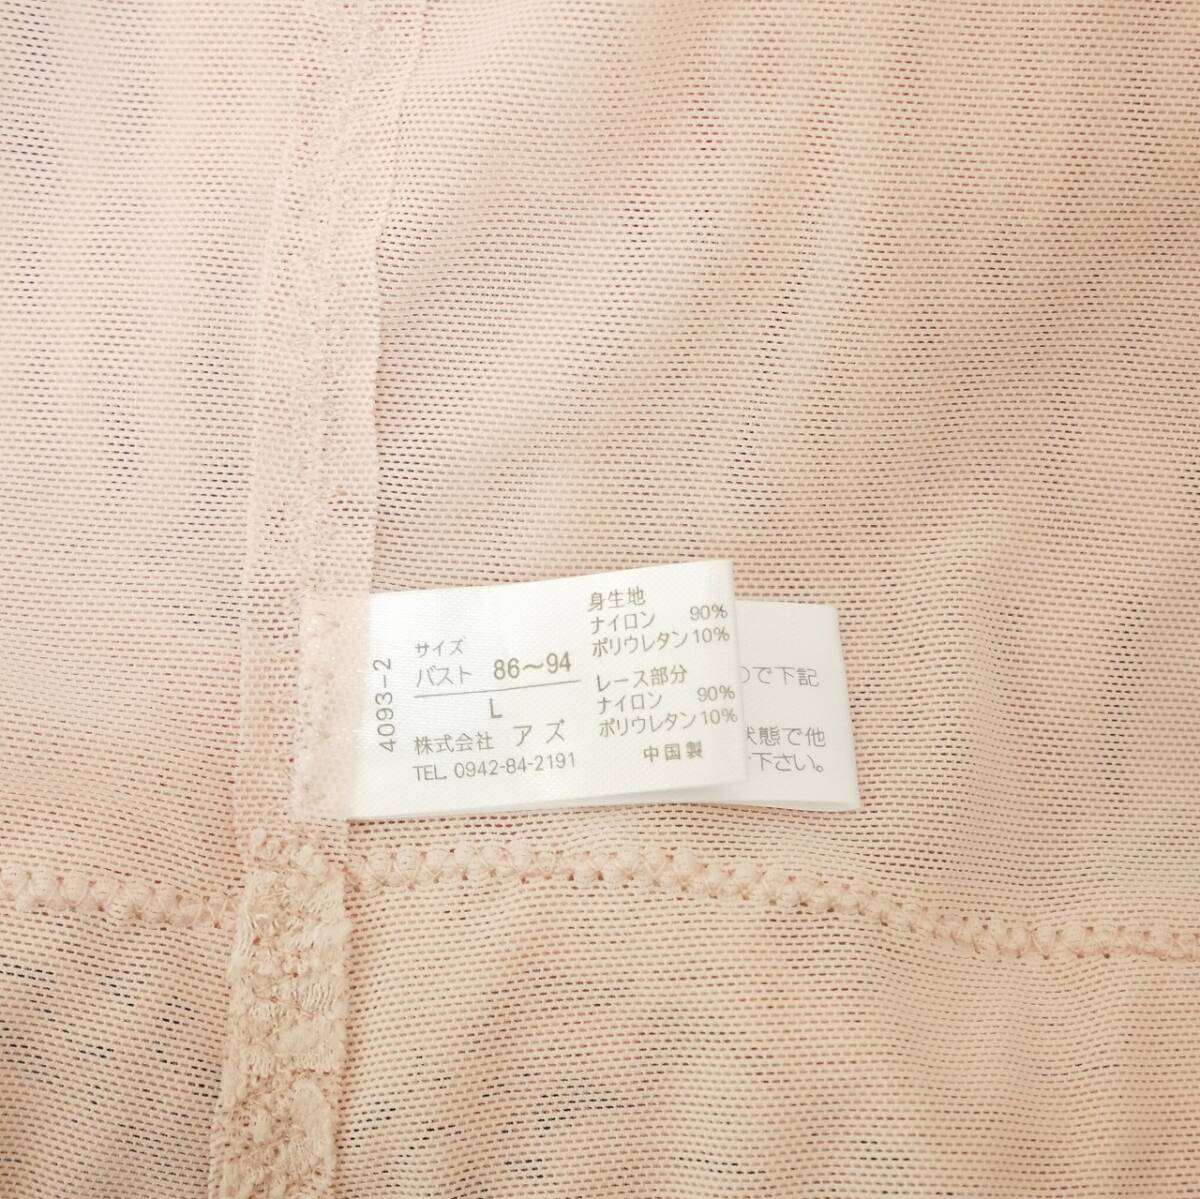 4093-2
サイズ
バスト 86～94
L
株式会社 アズ
TEL. 0942-84-2191
身生地
ナイロン 90%
ポリウレタン 10%
レース部分
ナイロン 90%
ポリウレタン 10%
中国製
ので下記
状態で他
下さい。